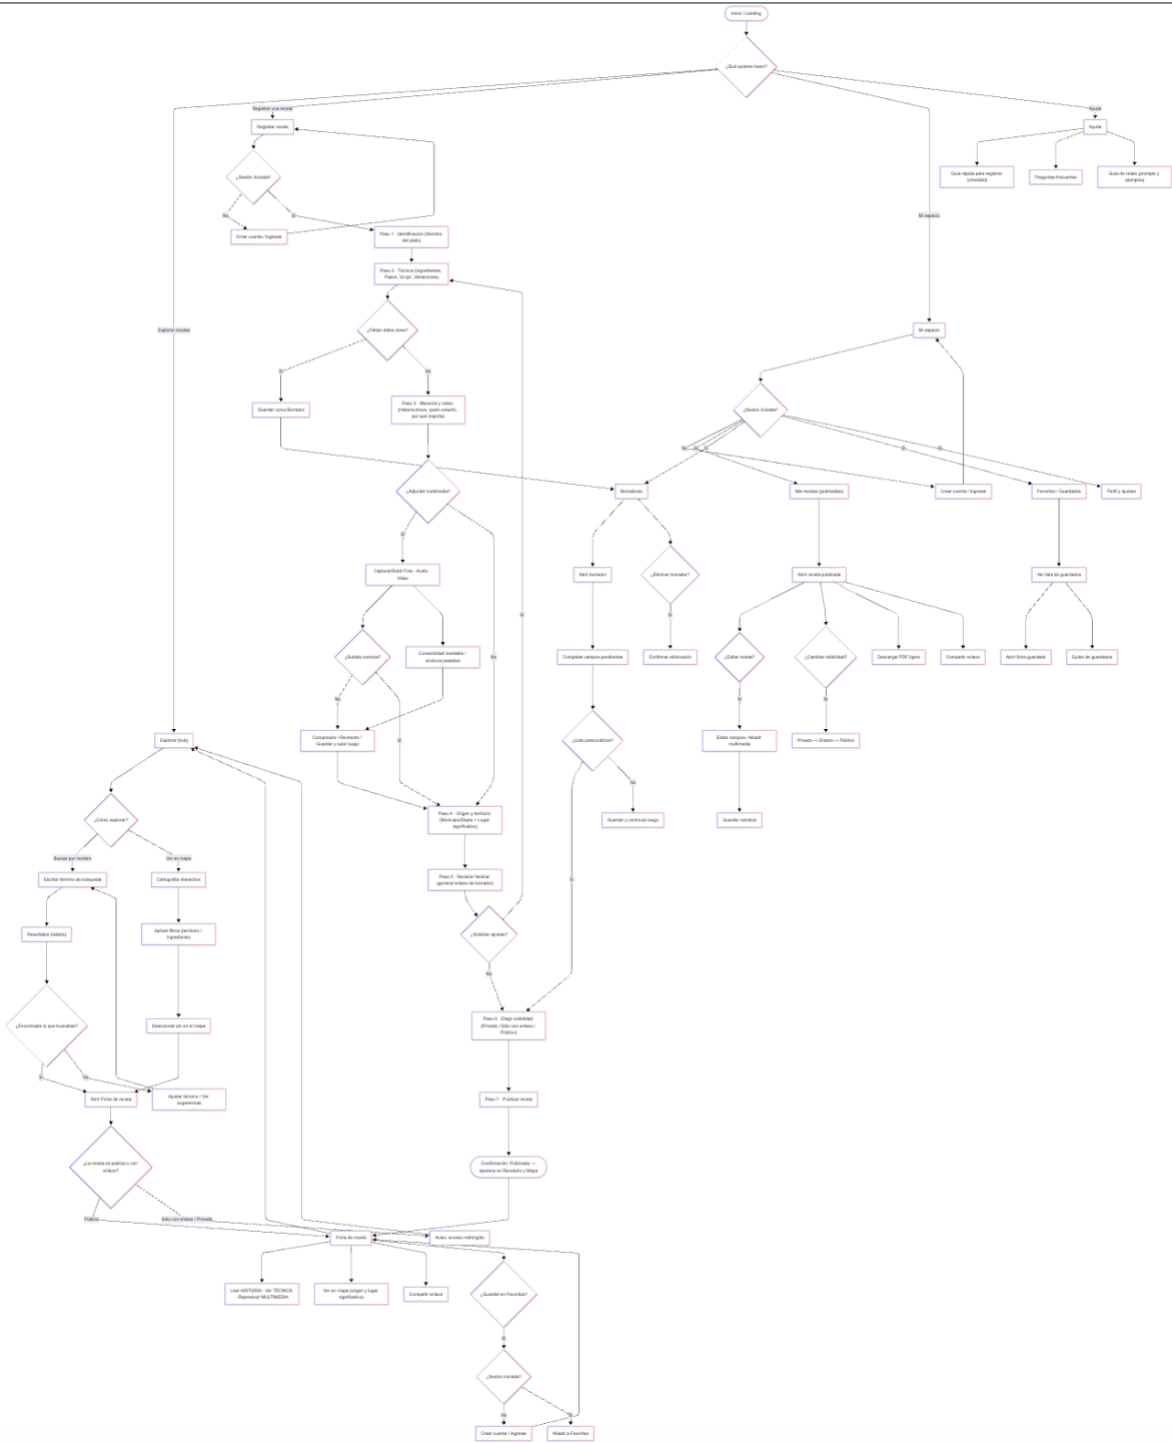 Inicio / Landing
¿Qué quieres hacer?
Registrar una receta
Ayuda
Registrar receta
Ayuda
¿Sesión iniciada?
Guía rápida para registrar
Preguntas frecuentes
Guía de relato (prompts y
ejemplos)
No
Sí
Mi espacio
Crear cuenta / Ingresar
Paso 1 · Identificación (Nombre
del plato)
Paso 2 · Técnica (Ingredientes,
Pasos,
Explorar recetas
¿Faltan datos clave?
Mi espacio
Sí
No
Guardar como Borrador
Paso 3 · Memoria y relato
(Historia breve, quién enseñó,
por qué importa)
¿Sesión iniciada?
No
Sí
Sí
Sí
Sí
¿Adjuntar multimedia?
Borradores
Mis recetas (publicadas)
Crear cuenta / Ingresar
Favoritos / Guardados
Perfil y ajustes
Sí
Capturar/Subir Foto · Audio ·
Video
Abrir borrador
¿Eliminar borrador?
Abrir receta publicada
Ver lista de guardados
Sí
Sí
¿Subida correcta?
Conectividad inestable /
archivos pesados
No
Completar campos pendientes
Confirmar eliminación
¿Editar receta?
¿Cambiar visibilidad?
Descargar PDF ligero
Compartir enlace
Abrir ficha guardada
Quitar de guardados
No
Sí
Sí
Explorar (hub)
Compresión / Reintento /
Guardar y subir luego
Sí
¿Listo para publicar?
Editar campos / Añadir
multimedia
Privado — Enlace — Público
No
¿Cómo explorar?
Paso 4 · Origen y territorio
(Municipio/Depto + Lugar
significativo)
Guardar y continuar luego
Guardar cambios
Buscar por nombre
Ver en mapa
Escribir término de búsqueda
Cartografía interactiva
Paso 5 · Revisión familiar
(generar enlace de borrador)
Sí
Resultados (listado)
Aplicar filtros (territorio /
ingrediente)
¿Solicitan ajustes?
No
¿Encontraste lo que buscabas?
Seleccionar pin en el mapa
Paso 6 · Elegir visibilidad
(Privado / Sólo con enlace /
Público)
Sí
No
Abrir Ficha de receta
Ajustar término / Ver
sugerencias
Paso 7 · Publicar receta
¿La receta es pública o con
enlace?
Confirmación: Publicada →
aparece en Recetario y Mapa
Pública
Sólo con enlace / Privada
Ficha de receta
Aviso: acceso restringido
Leer HISTORIA · Ver TÉCNICA
· Reproducir MULTIMEDIA
Ver en mapa (origen y lugar
significativo)
Compartir enlace
¿Guardar en Favoritos?
Sí
¿Sesión iniciada?
No
Sí
Crear cuenta / Ingresar
Añadir a Favoritos